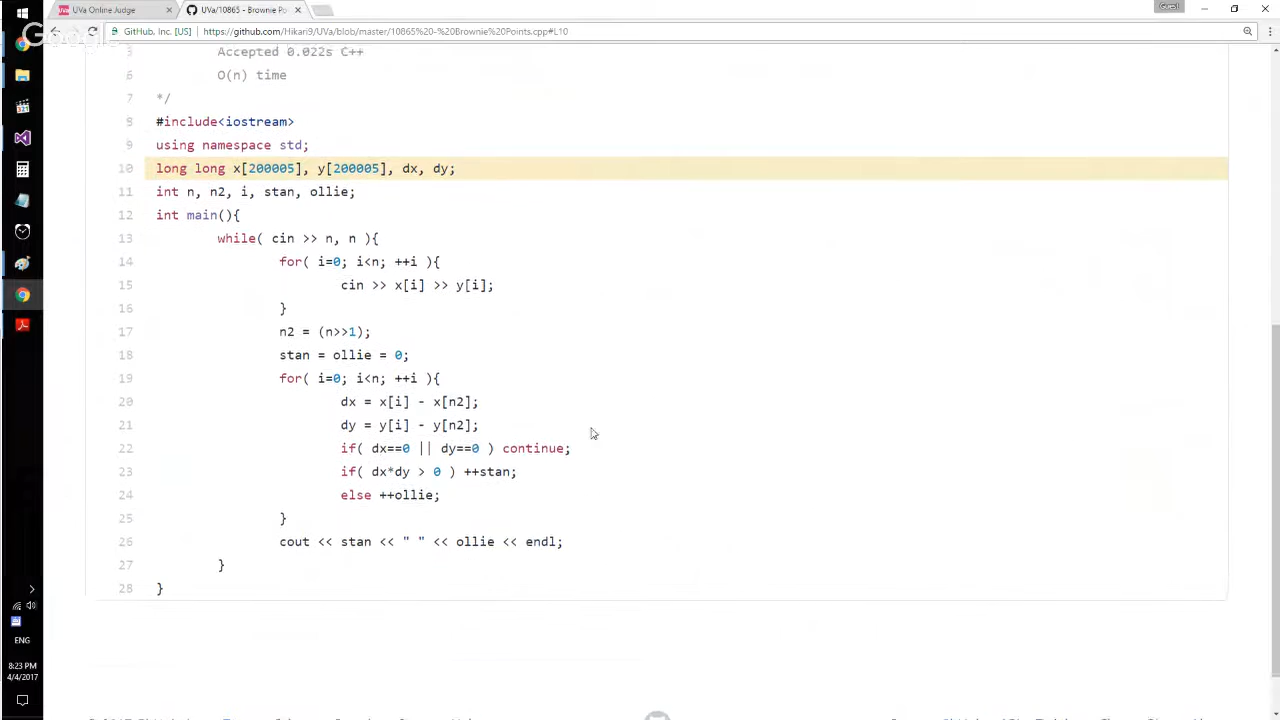 UVa Online Judge
UVa/10865 - Brownie Po
Guest
GitHub, Inc. [US]
https://github.com/Hikari9/UVa/blob/master/10865%20-%20Brownie%20Points.cpp#L10
5 Accepted 0.022s C++
6 O(n) time
7 */
8 #include<iostream>
9 using namespace std;
10 long long x[200005], y[200005], dx, dy;
11 int n, n2, i, stan, ollie;
12 int main(){
13 while( cin >> n, n ){
14 for( i=0; i<n; ++i ){
15 cin >> x[i] >> y[i];
16 }
17 n2 = (n>>1);
18 stan = ollie = 0;
19 for( i=0; i<n; ++i ){
20 dx = x[i] - x[n2];
21 dy = y[i] - y[n2];
22 if( dx==0 || dy==0 ) continue;
23 if( dx*dy > 0 ) ++stan;
24 else ++ollie;
25 }
26 cout << stan << " " << ollie << endl;
27 }
28 }
ENG
8:23 PM
4/4/2017